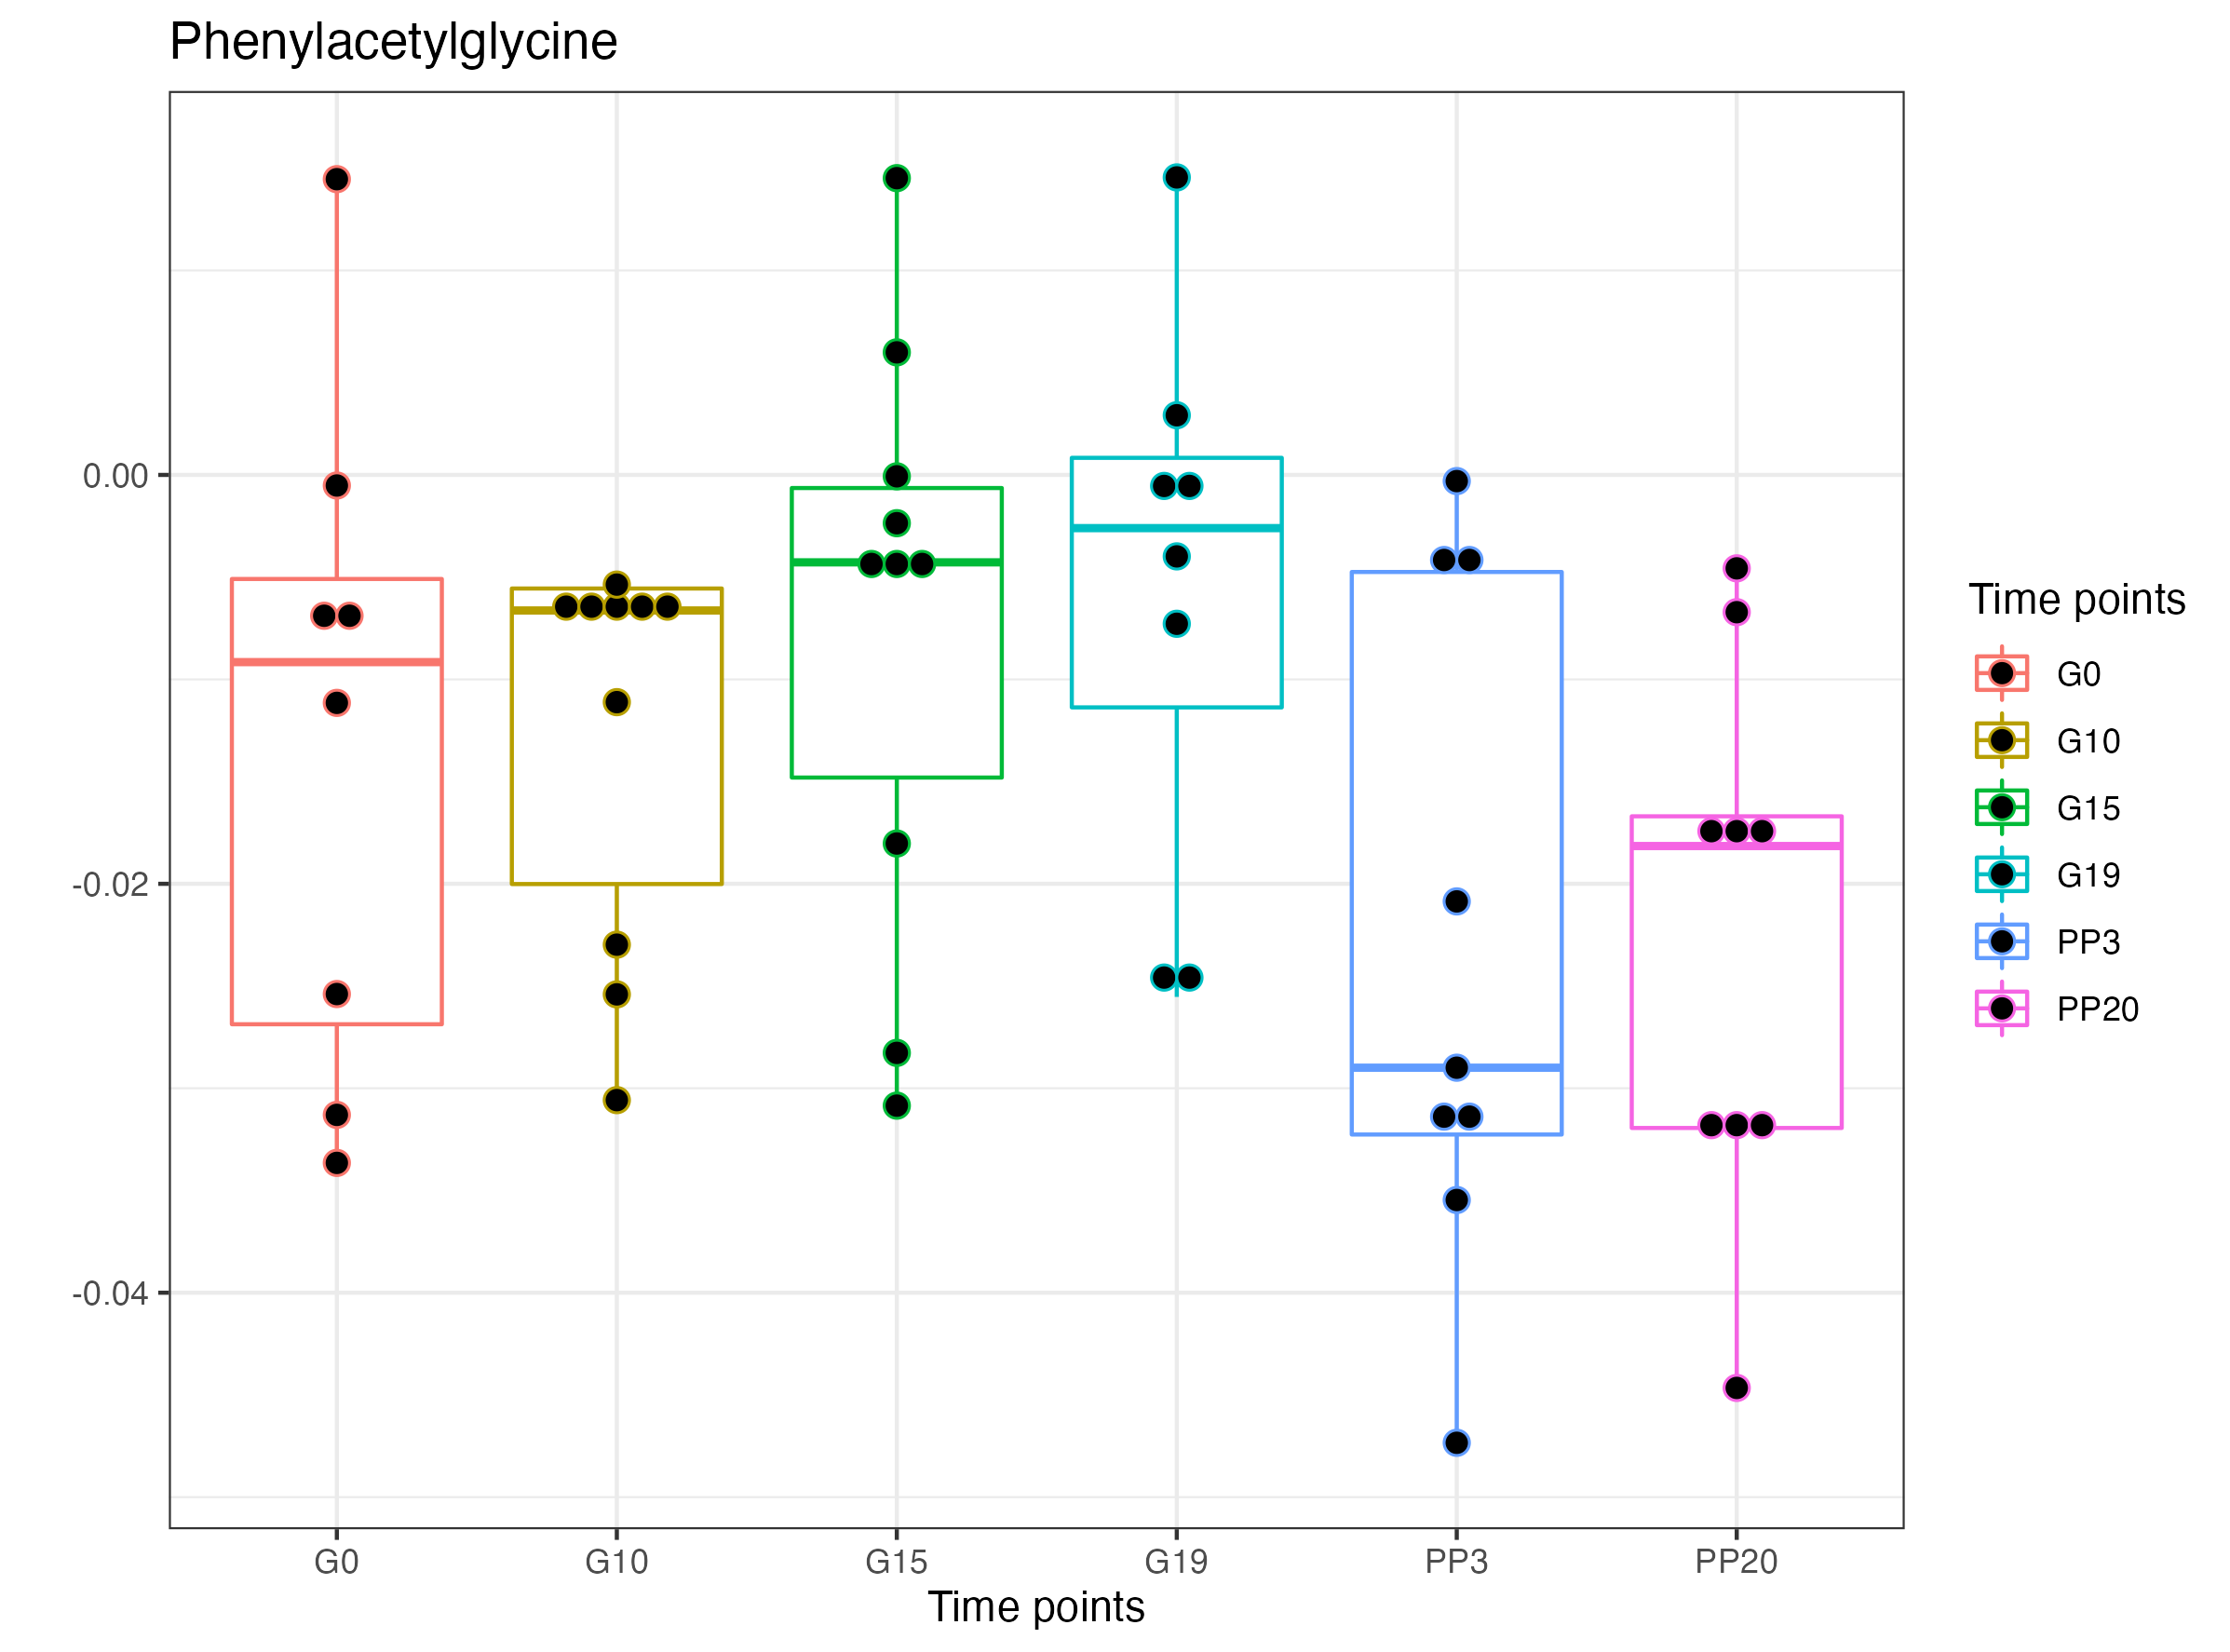 Phenylacetylglycine
0.00
-0.02
-0.04
G0
G10
G15
G19
PP3
PP20
Time points
Time points
G0
G10
G15
G19
PP3
PP20